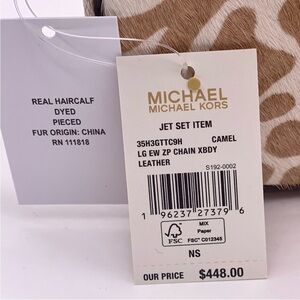 REAL HAIRCALF
DYED
PIECED
FUR ORIGIN: CHINA
RN 111818
MICHAEL
MICHAEL KORS
JET SET ITEM
35H3GTTC9H CAMEL
LG EW ZP CHAIN XBDY
LEATHER
S192-0002
1 96237 27379 6
FSC
MIX
Paper
FSC® C012345
NS
OUR PRICE $448.00